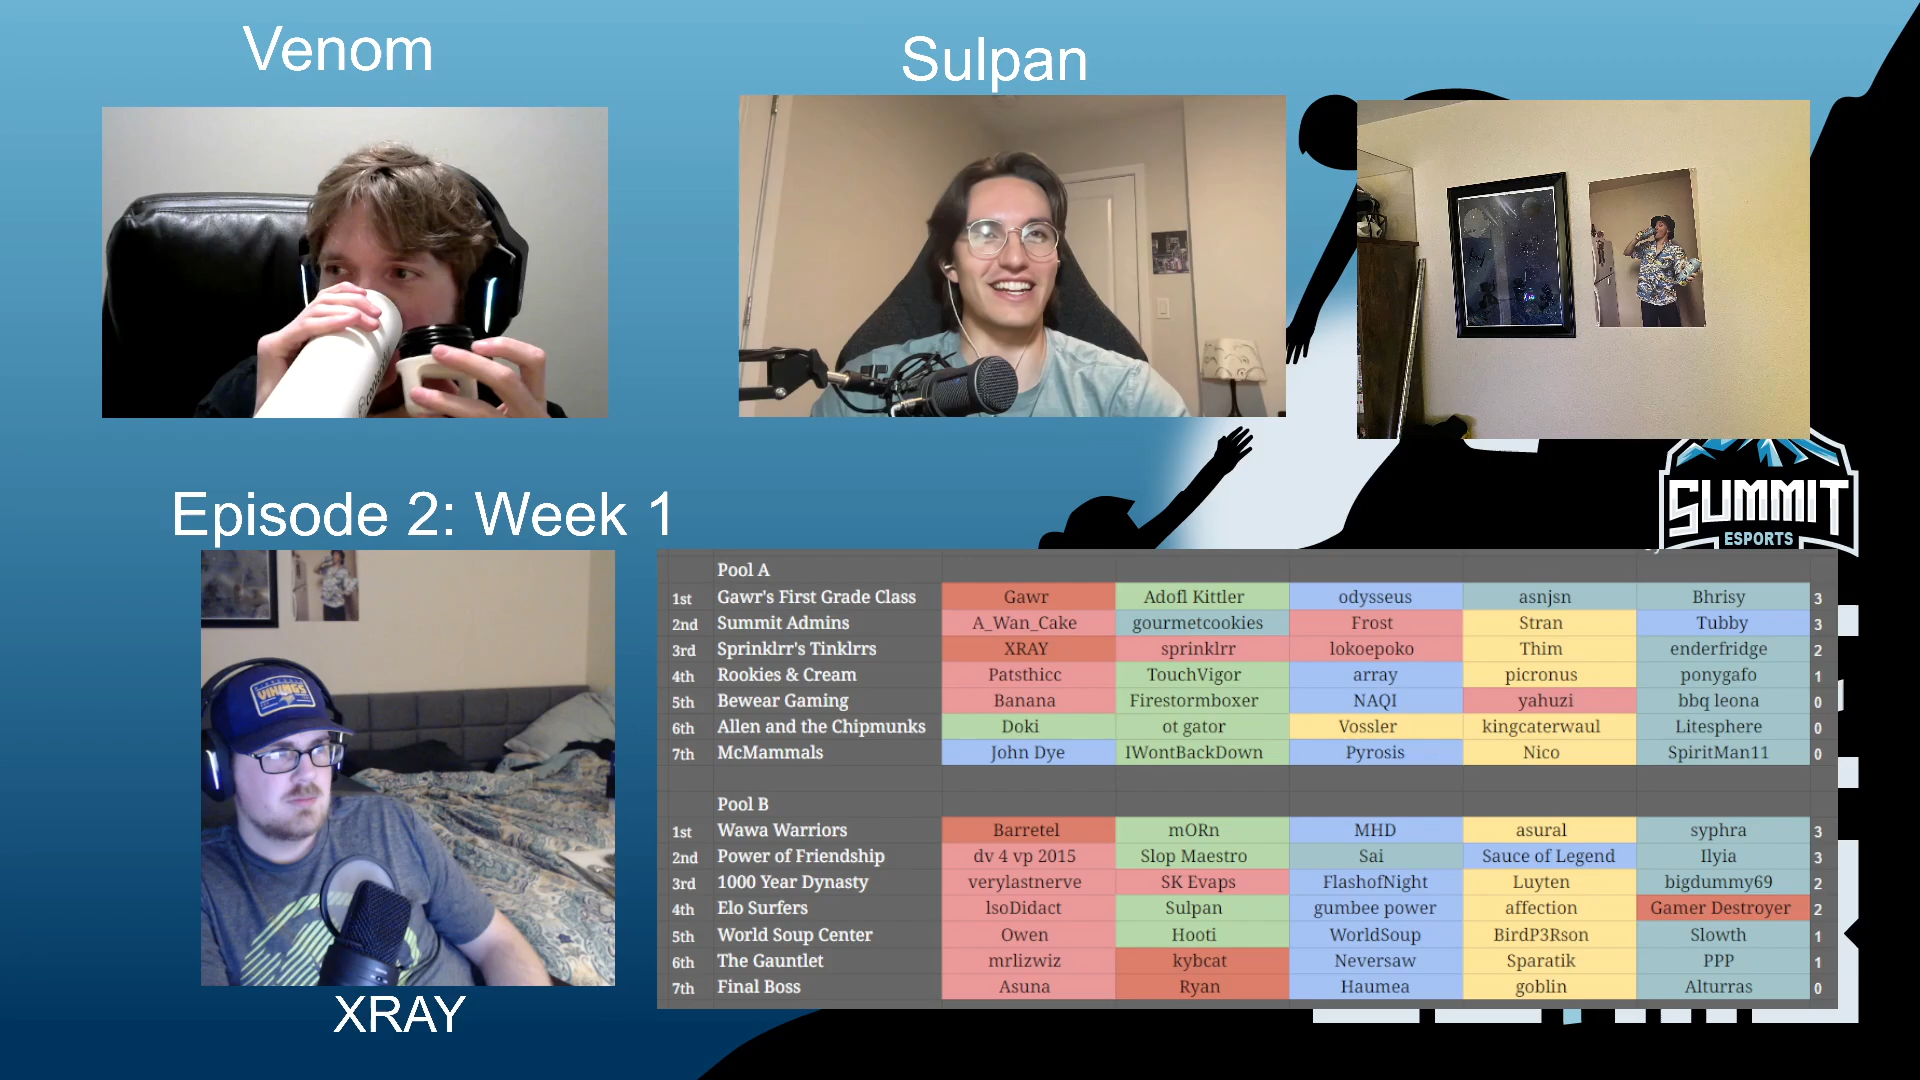 Venom
Sulpan
Episode 2: Week 1
SUMMIT
ESPORTS
VIKINGS
XRAY
Pool A
1st Gawr's First Grade Class Gawr Adofl Kittler odysseus asnjsn Bhrisy 3
2nd Summit Admins A_Wan_Cake gourmetcookies Frost Stran Tubby 3
3rd Sprinklrr's Tinklrrs XRAY sprinklrr lokoepoko Thim enderfridge 2
4th Rookies & Cream Patsthicc TouchVigor array picronus ponygafo 1
5th Bewear Gaming Banana Firestormboxer NAQI yahuzi bbq leona 0
6th Allen and the Chipmunks Doki ot gator Vossler kingcaterwaul Litesphere 0
7th McMammals John Dye IWontBackDown Pyrosis Nico SpiritMan11 0
Pool B
1st Wawa Warriors Barretel mORn MHD asural syphra 3
2nd Power of Friendship dv 4 vp 2015 Slop Maestro Sai Sauce of Legend Ilyia 3
3rd 1000 Year Dynasty verylastnerve SK Evaps FlashofNight Luyten bigdummy69 2
4th Elo Surfers lsoDidact Sulpan gumbee power affection Gamer Destroyer 2
5th World Soup Center Owen Hooti WorldSoup BirdP3Rson Slowth 1
6th The Gauntlet mrlizwiz kybcat Neversaw Sparatik PPP 1
7th Final Boss Asuna Ryan Haumea goblin Alturras 0